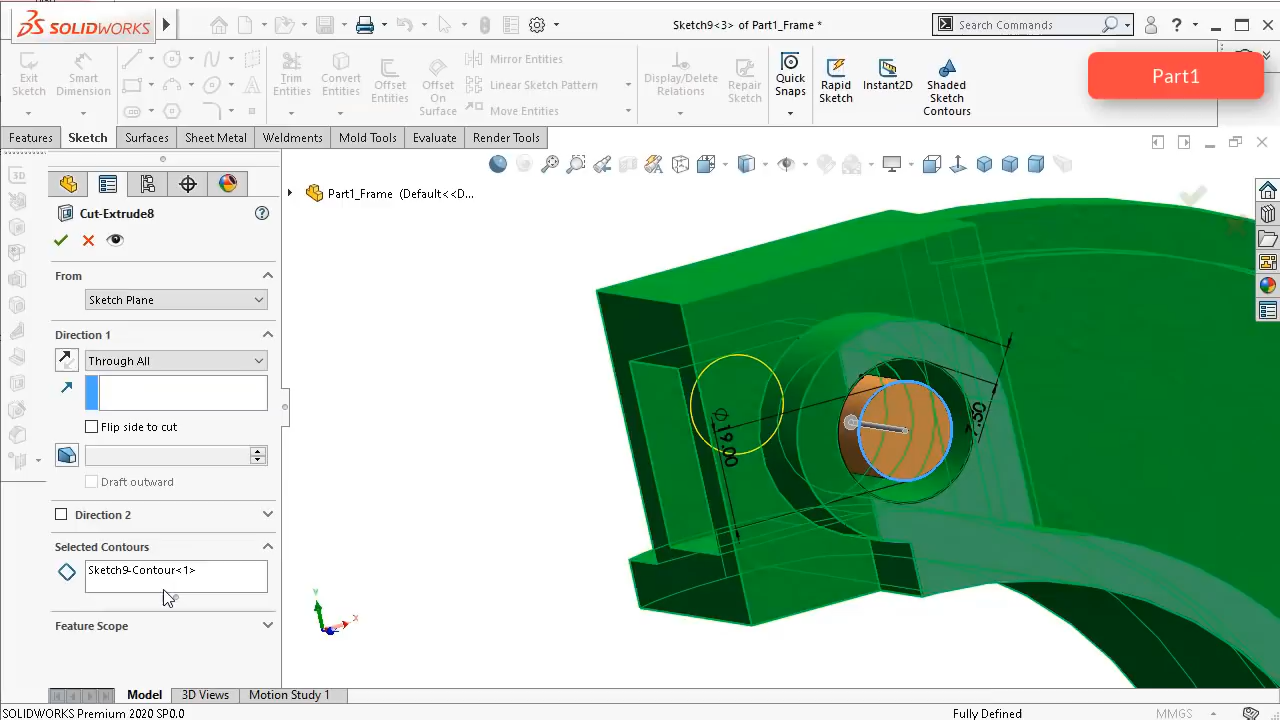 SOLIDWORKS
Sketch9<3> of Part1_Frame *
Search Commands
Part1
Exit Sketch
Smart Dimension
Trim Entities
Convert Entities
Offset Entities
Offset On Surface
Mirror Entities
Linear Sketch Pattern
Move Entities
Display/Delete Relations
Repair Sketch
Quick Snaps
Rapid Sketch
Instant2D
Shaded Sketch Contours
Features
Sketch
Surfaces
Sheet Metal
Weldments
Mold Tools
Evaluate
Render Tools
3D
Part1_Frame (Default<<D...
Cut-Extrude8
From
Sketch Plane
Direction 1
Through All
Flip side to cut
Draft outward
Direction 2
Selected Contours
Sketch9-Contour<1>
Feature Scope
Ø19.00
Y
X
Model
3D Views
Motion Study 1
SOLIDWORKS Premium 2020 SP0.0
Fully Defined
MMGS